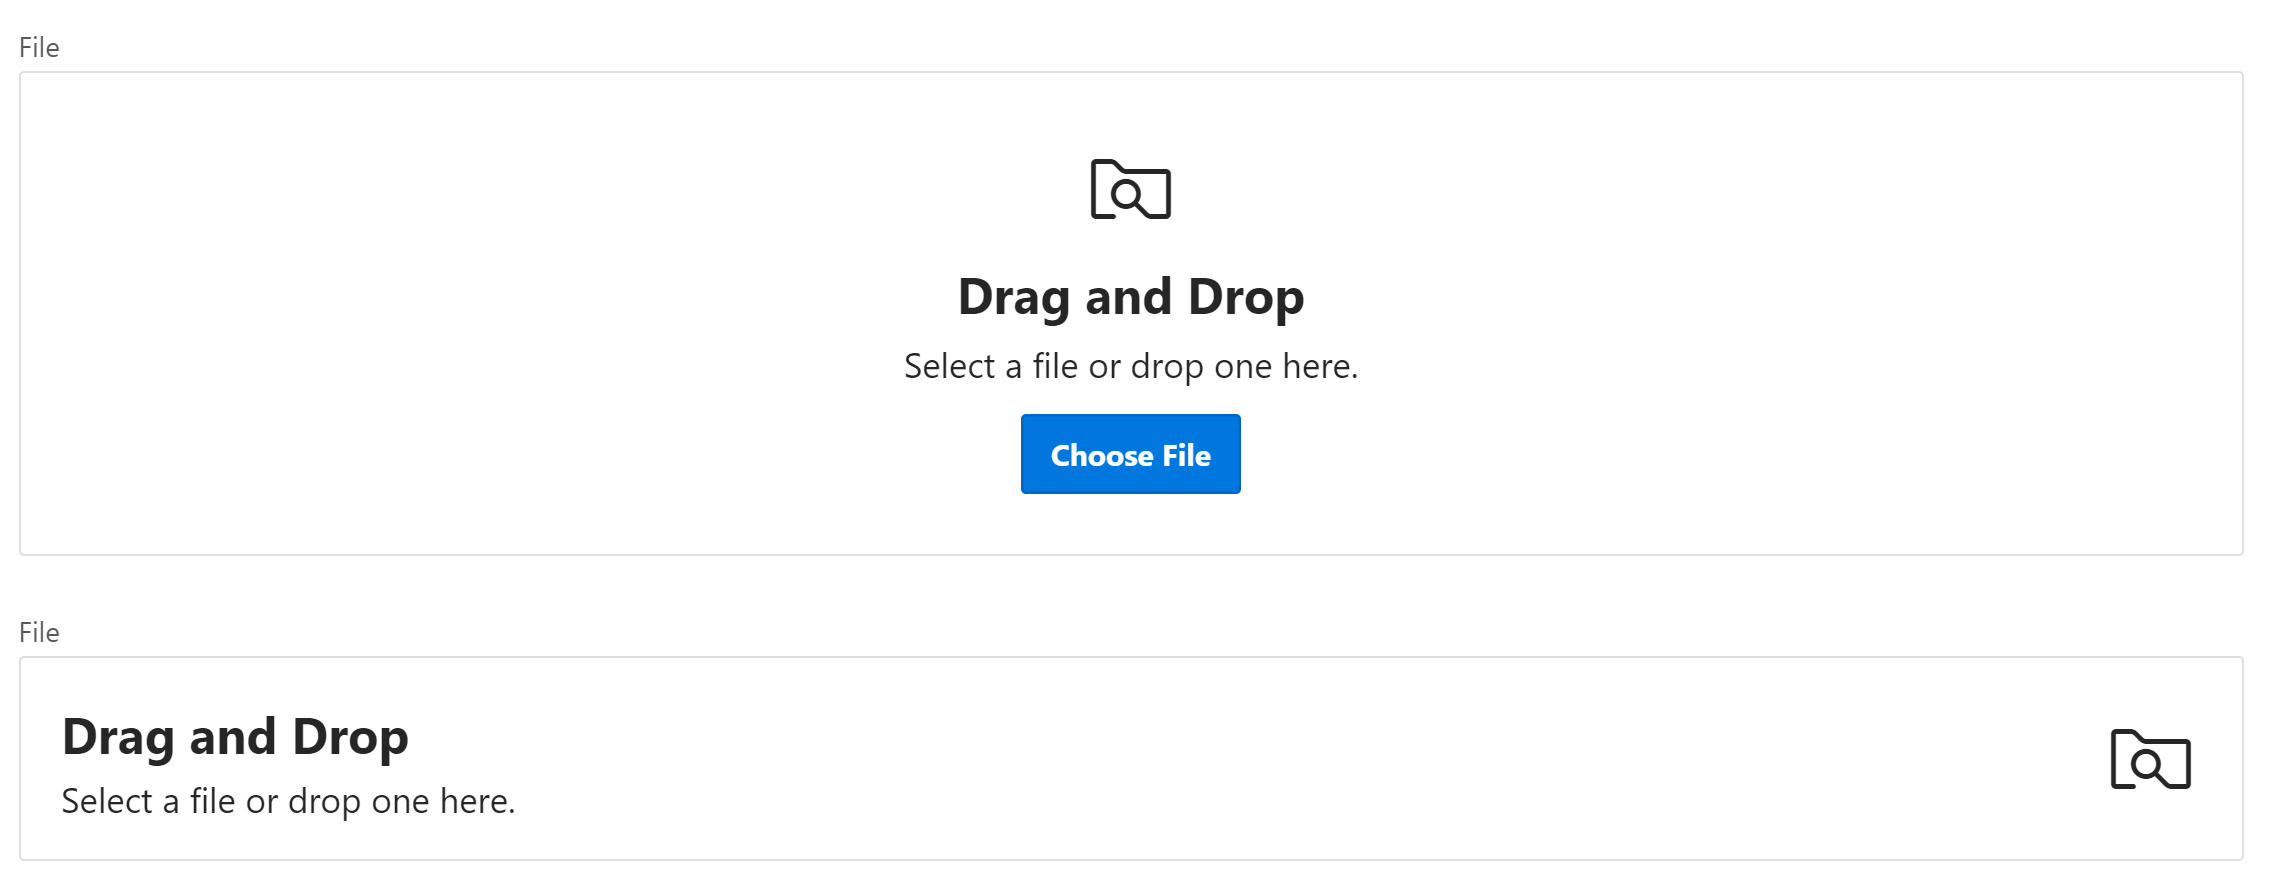 File
Drag and Drop
Select a file or drop one here.
Choose File
File
Drag and Drop
Select a file or drop one here.